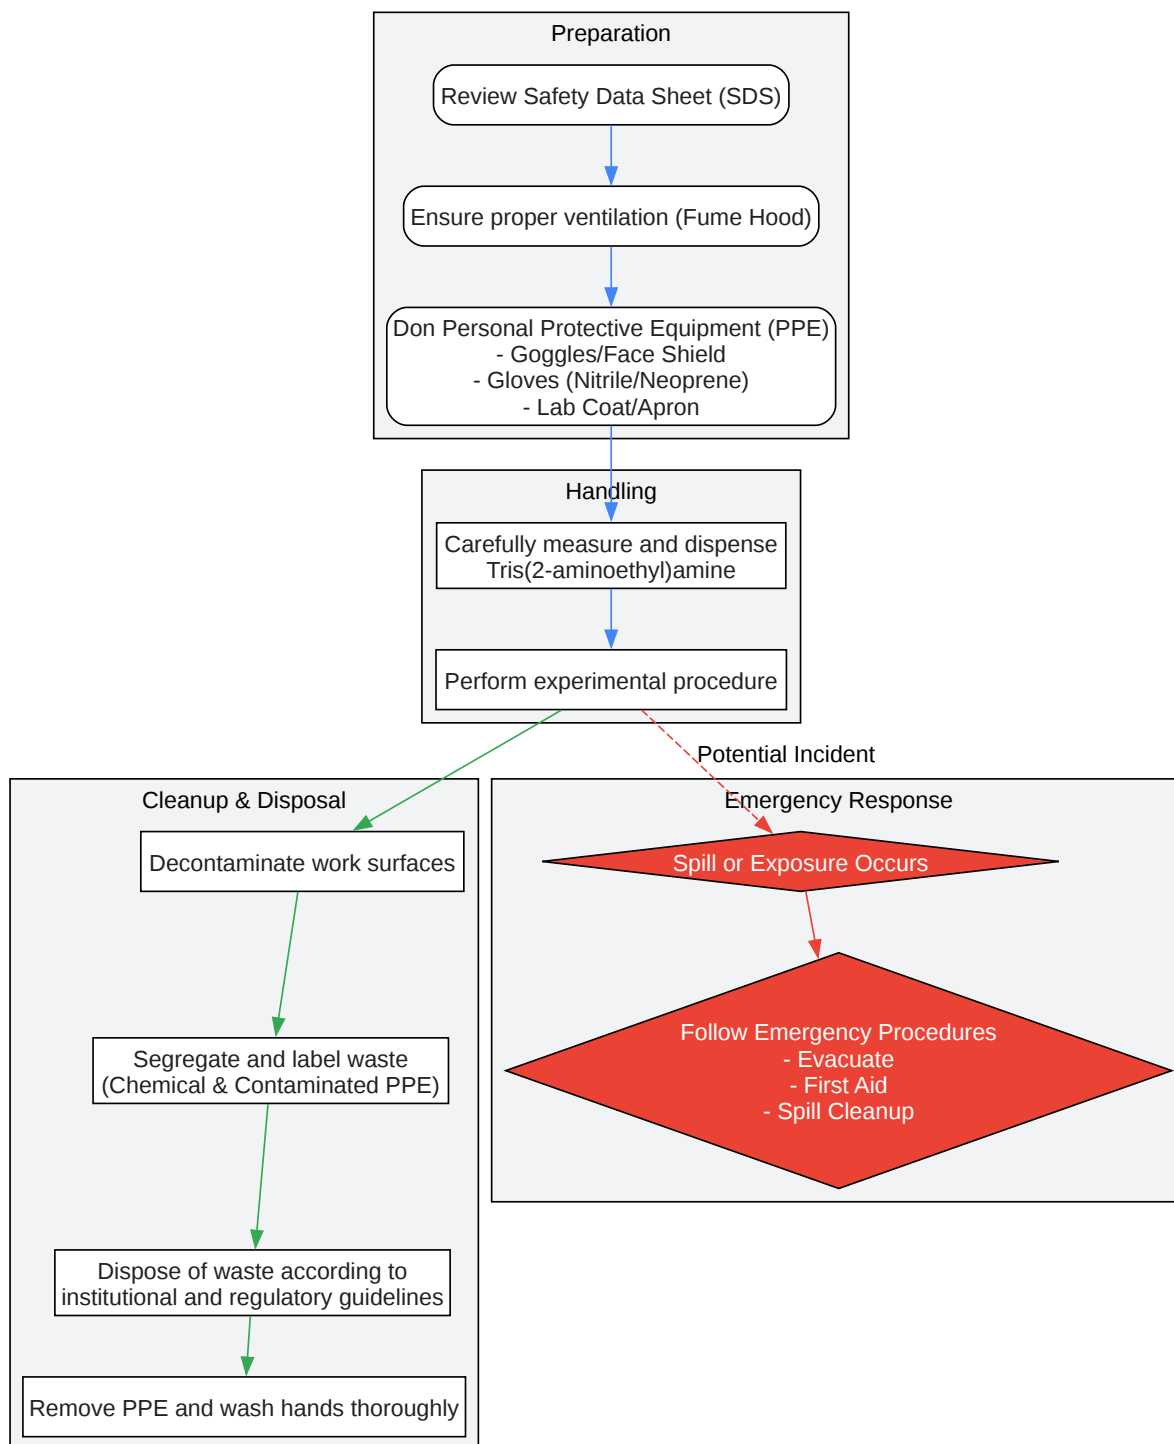 Preparation
Review Safety Data Sheet (SDS)
Ensure proper ventilation (Fume Hood)
Don Personal Protective Equipment (PPE)
- Goggles/Face Shield
- Gloves (Nitrile/Neoprene)
- Lab Coat/Apron
Handling
Carefully measure and dispense
Tris(2-aminoethyl)amine
Perform experimental procedure
Potential Incident
Cleanup & Disposal
Decontaminate work surfaces
Segregate and label waste
(Chemical & Contaminated PPE)
Dispose of waste according to
institutional and regulatory guidelines
Remove PPE and wash hands thoroughly
Emergency Response
Spill or Exposure Occurs
Follow Emergency Procedures
- Evacuate
- First Aid
- Spill Cleanup